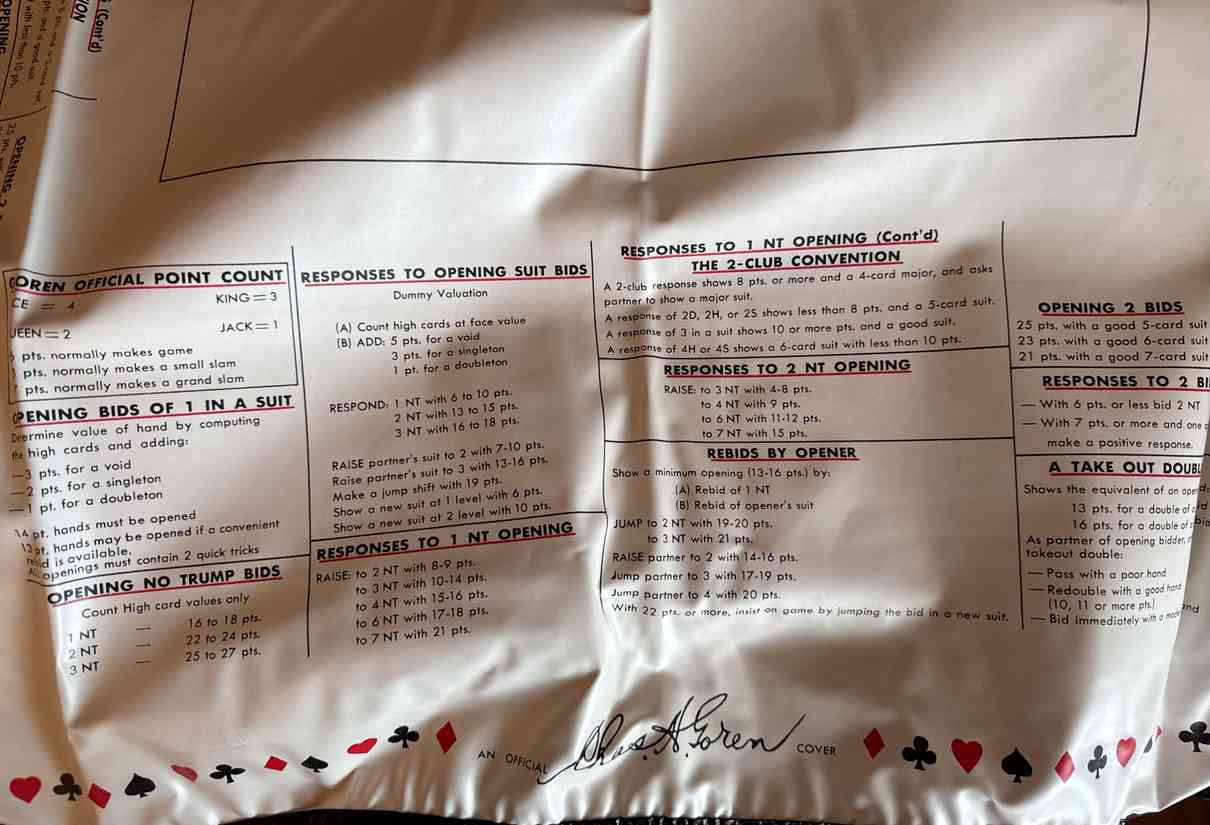 (Cont'd)
with less than 10 pt.
OPENING
GOREN OFFICIAL POINT COUNT
CE = 4 KING = 3
UEEN = 2 JACK = 1
pts. normally makes game
pts. normally makes a small slam
pts. normally makes a grand slam
OPENING BIDS OF 1 IN A SUIT
Determine value of hand by computing
the high cards and adding:
—3 pts. for a void
—2 pts. for a singleton
—1 pt. for a doubleton
14 pt. hands must be opened
13 pt. hands may be opened if a convenient
rebid is available.
All openings must contain 2 quick tricks
OPENING NO TRUMP BIDS
Count High card values only
1 NT — 16 to 18 pts.
2 NT — 22 to 24 pts.
3 NT — 25 to 27 pts.
RESPONSES TO OPENING SUIT BIDS
Dummy Valuation
(A) Count high cards at face value
(B) ADD: 5 pts. for a void
3 pts. for a singleton
1 pt. for a doubleton
RESPOND: 1 NT with 6 to 10 pts.
2 NT with 13 to 15 pts.
3 NT with 16 to 18 pts.
RAISE partner's suit to 2 with 7-10 pts.
Raise partner's suit to 3 with 13-16 pts.
Make a jump shift with 19 pts.
Show a new suit at 1 level with 6 pts.
Show a new suit at 2 level with 10 pts.
RESPONSES TO 1 NT OPENING
RAISE: to 2 NT with 8-9 pts.
to 3 NT with 10-14 pts.
to 4 NT with 15-16 pts.
to 6 NT with 17-18 pts.
to 7 NT with 21 pts.
RESPONSES TO 1 NT OPENING (Cont'd)
THE 2-CLUB CONVENTION
A 2-club response shows 8 pts. or more and a 4-card major, and asks
partner to show a major suit.
A response of 2D, 2H, or 2S shows less than 8 pts. and a 5-card suit.
A response of 3 in a suit shows 10 or more pts. and a good suit.
A response of 4H or 4S shows a 6-card suit with less than 10 pts.
RESPONSES TO 2 NT OPENING
RAISE: to 3 NT with 4-8 pts.
to 4 NT with 9 pts.
to 6 NT with 11-12 pts.
to 7 NT with 15 pts.
REBIDS BY OPENER
Show a minimum opening (13-16 pts.) by:
(A) Rebid of 1 NT
(B) Rebid of opener's suit
JUMP to 2 NT with 19-20 pts.
to 3 NT with 21 pts.
RAISE partner to 2 with 14-16 pts.
Jump partner to 3 with 17-19 pts.
Jump partner to 4 with 20 pts.
With 22 pts. or more, insist on game by jumping the bid in a new suit.
OPENING 2 BIDS
25 pts. with a good 5-card suit
23 pts. with a good 6-card suit
21 pts. with a good 7-card suit
RESPONSES TO 2 BI
— With 6 pts. or less bid 2 NT
— With 7 pts. or more and one
make a positive response.
A TAKE OUT DOUBL
Shows the equivalent of an
13 pts. for a double of
16 pts. for a double of
As partner of opening bidder,
takeout double:
— Pass with a poor hand
— Redouble with a good hand
(10, 11 or more pts.)
— Bid immediately with a
AN OFFICIAL Chas. H. Goren COVER